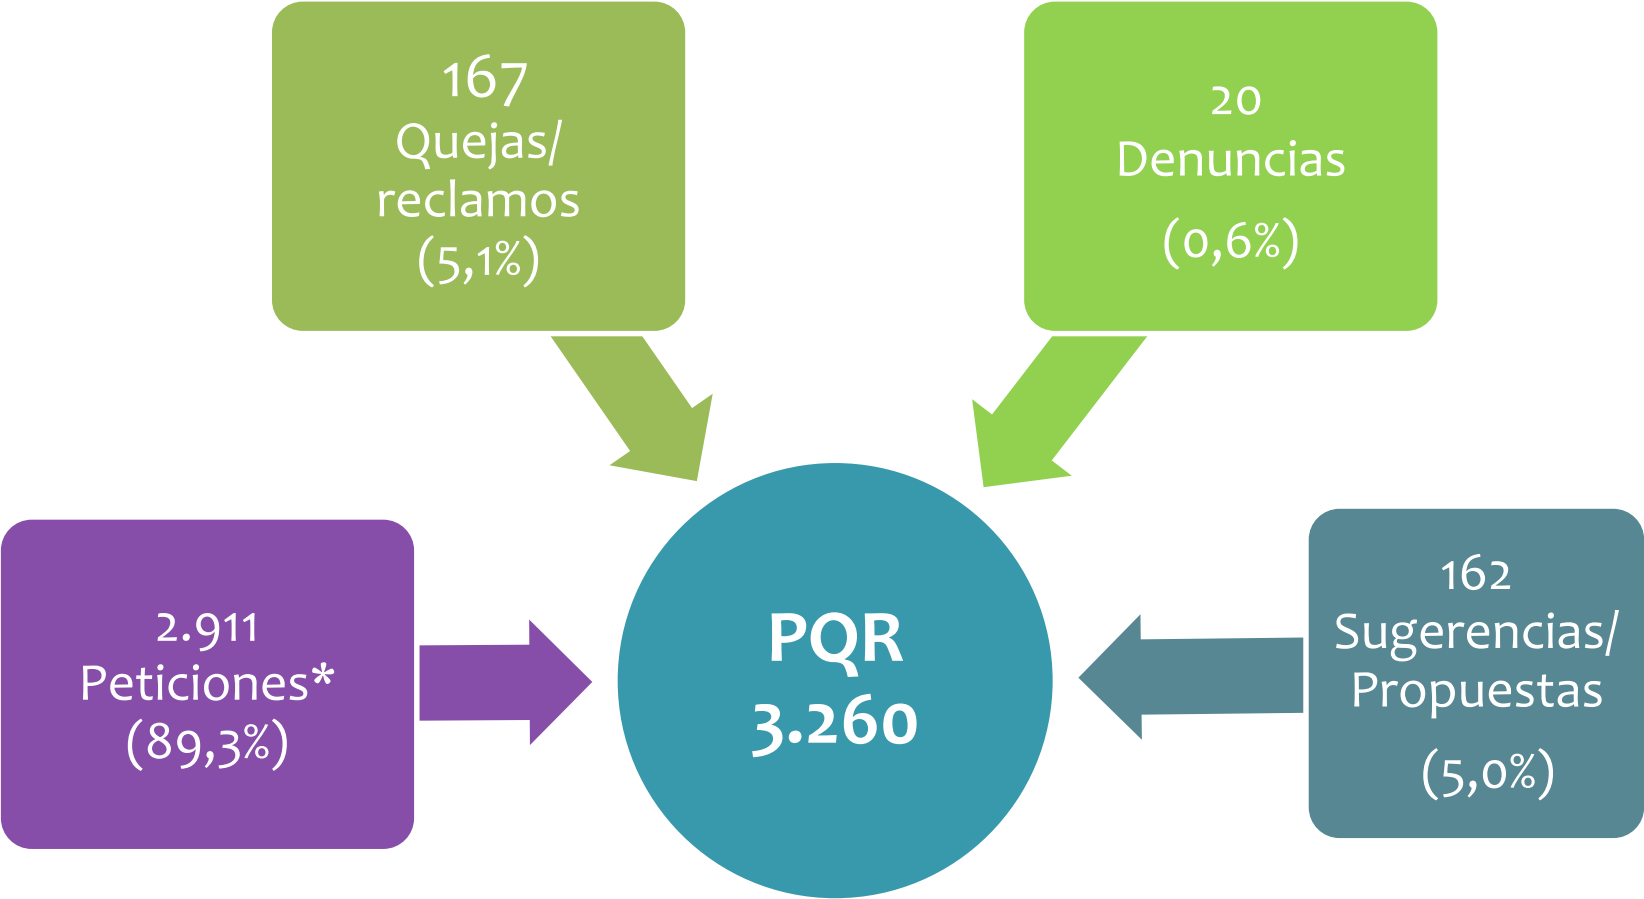 167
Quejas/
reclamos
(5,1%)
20
Denuncias
(0,6%)
2.911
Peticiones*
(89,3%)
PQR
3.260
162
Sugerencias/
Propuestas
(5,0%)